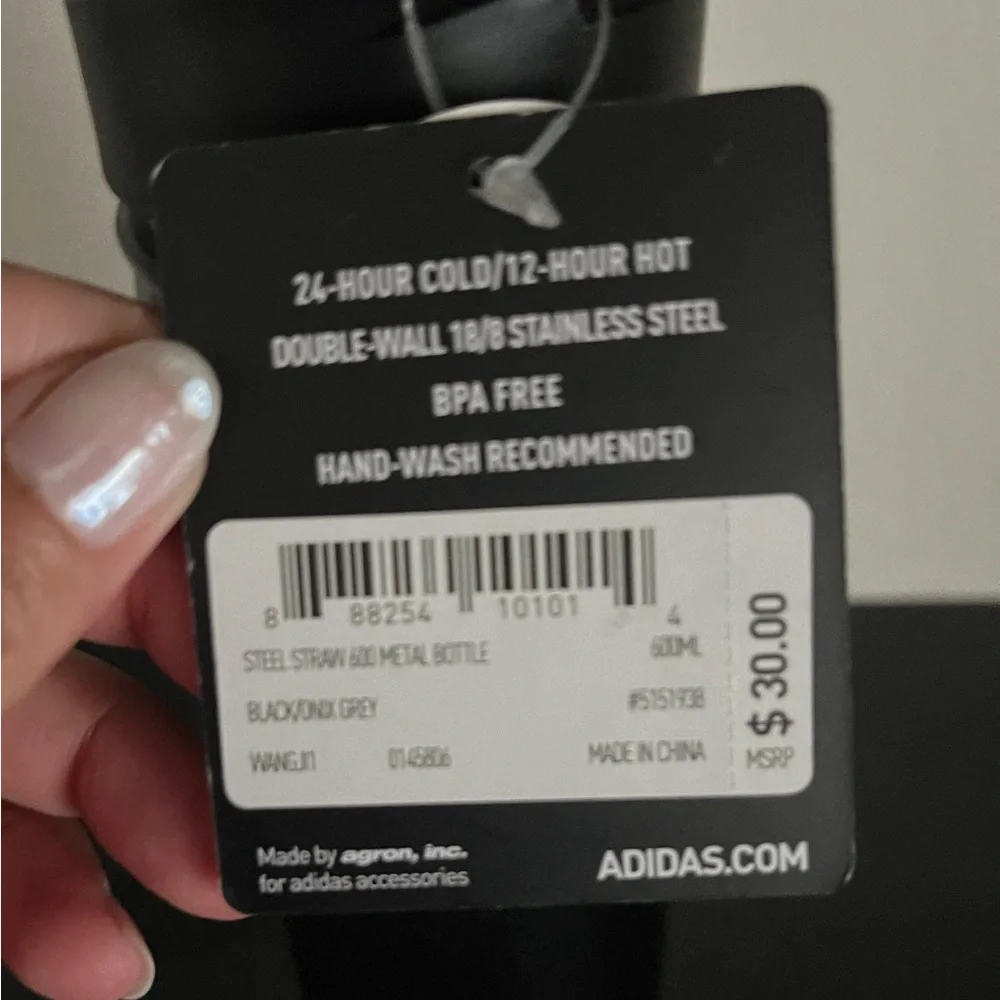 24-HOUR COLD/12-HOUR HOT
DOUBLE-WALL 18/8 STAINLESS STEEL
BPA FREE
HAND-WASH RECOMMENDED
8 88254 10101 4
STEEL STRAW 600 METAL BOTTLE 600ML
BLACK/ONIX GREY #5151938
WANGJI1 0145806 MADE IN CHINA
$ 30.00
MSRP
Made by agron, inc.
for adidas accessories
ADIDAS.COM